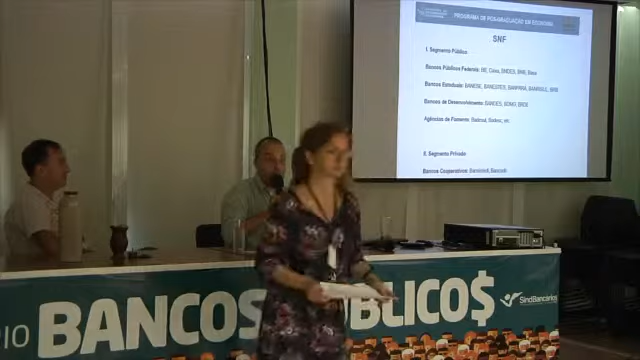 PROGRAMA DE PÓS-GRADUAÇÃO EM ECONOMIA
SNF
I. Segmento Público
Bancos Públicos Federais: BB, Caixa, BNDES, BNB, Basa
Bancos Estaduais: BANESE, BANESTES, BANPARÁ, BANRISUL, BRB
Bancos de Desenvolvimento: BANDES, BDMG, BRDE
Agências de Fomento: Badesul, etc
II. Segmento Privado
Bancos Cooperativos: Bansicredi, Bancoob
IO BANCOS BLICO$
SindBancários